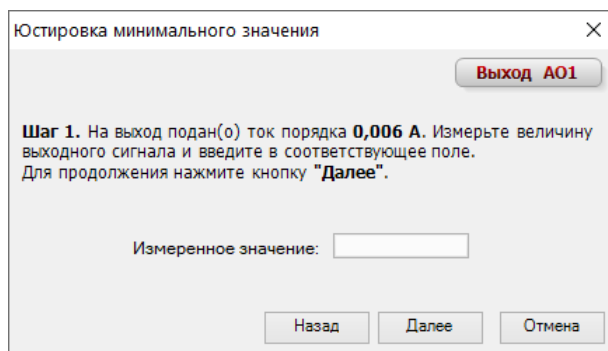 Юстировка минимального значения
Выход AO1
Шаг 1. На выход подан(о) ток порядка 0,006 А. Измерьте величину
выходного сигнала и введите в соответствующее поле.
Для продолжения нажмите кнопку "Далее".
Измеренное значение:
Назад Далее Отмена